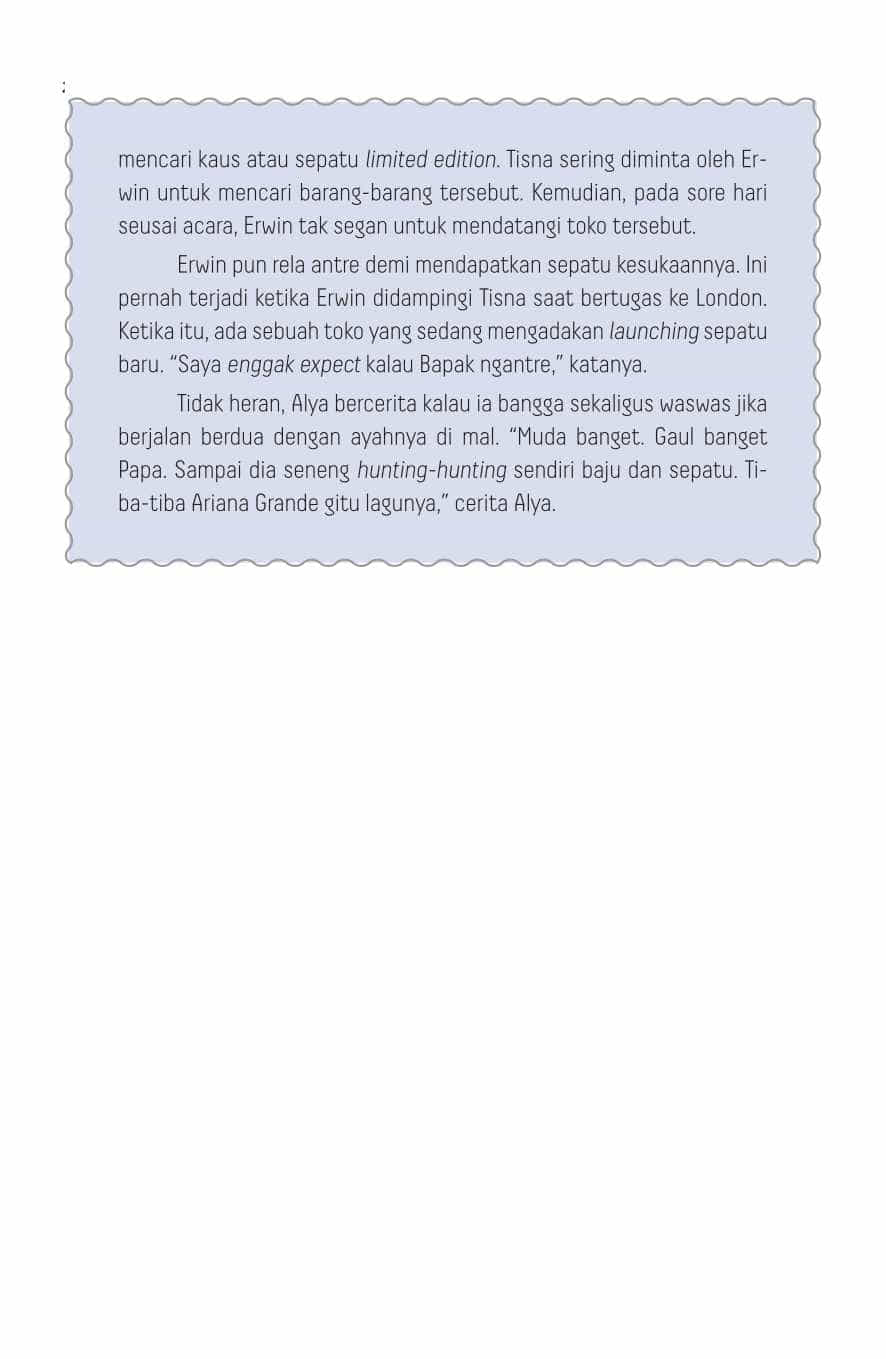 mencari kaus atau sepatu limited edition. Tisna sering diminta oleh Er-
win untuk mencari barang-barang tersebut. Kemudian, pada sore hari
seusai acara, Erwin tak segan untuk mendatangi toko tersebut.
Erwin pun rela antre demi mendapatkan sepatu kesukaannya. Ini
pernah terjadi ketika Erwin didampingi Tisna saat bertugas ke London.
Ketika itu, ada sebuah toko yang sedang mengadakan launching sepatu
baru. “Saya enggak expect kalau Bapak ngantre,” katanya.
Tidak heran, Alya bercerita kalau ia bangga sekaligus waswas jika
berjalan berdua dengan ayahnya di mal. “Muda banget. Gaul banget
Papa. Sampai dia seneng hunting-hunting sendiri baju dan sepatu. Ti-
ba-tiba Ariana Grande gitu lagunya,” cerita Alya.